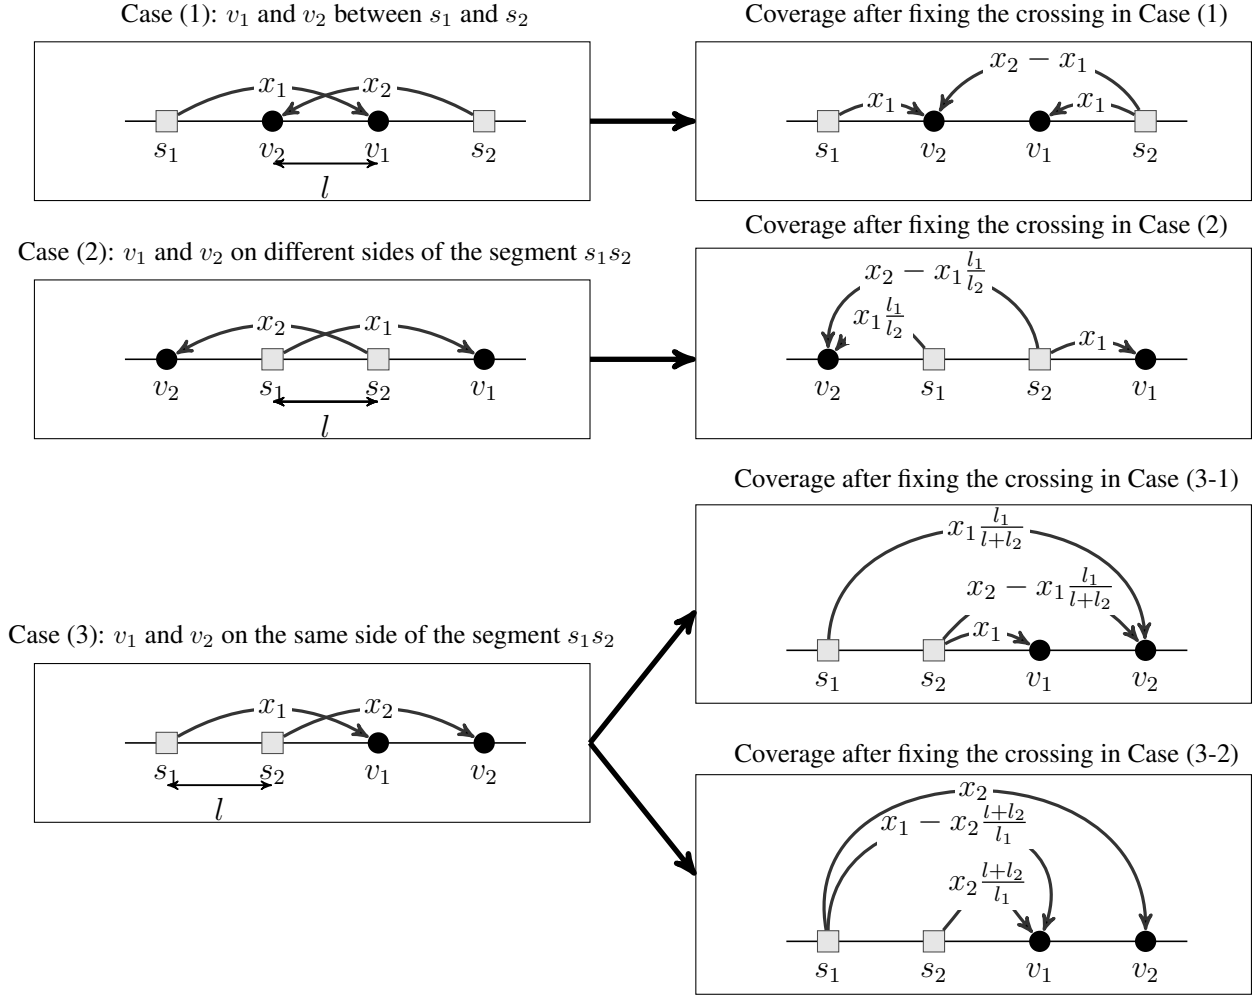 Case (1): v₁ and v₂ between s₁ and s₂
x₁ x₂
s₁ v₂ v₁ s₂
l
Coverage after fixing the crossing in Case (1)
x₂ − x₁
x₁ x₁
s₁ v₂ v₁ s₂
Case (2): v₁ and v₂ on different sides of the segment s₁s₂
x₂ x₁
v₂ s₁ s₂ v₁
l
Coverage after fixing the crossing in Case (2)
x₂ − x₁ l₁/l₂
x₁ l₁/l₂ x₁
v₂ s₁ s₂ v₁
Case (3): v₁ and v₂ on the same side of the segment s₁s₂
x₁ x₂
s₁ s₂ v₁ v₂
l
Coverage after fixing the crossing in Case (3-1)
x₁ l₁/(l+l₂)
x₂ − x₁ l₁/(l+l₂)
x₁
s₁ s₂ v₁ v₂
Coverage after fixing the crossing in Case (3-2)
x₂
x₁ − x₂ (l+l₂)/l₁
x₂ (l+l₂)/l₁
s₁ s₂ v₁ v₂